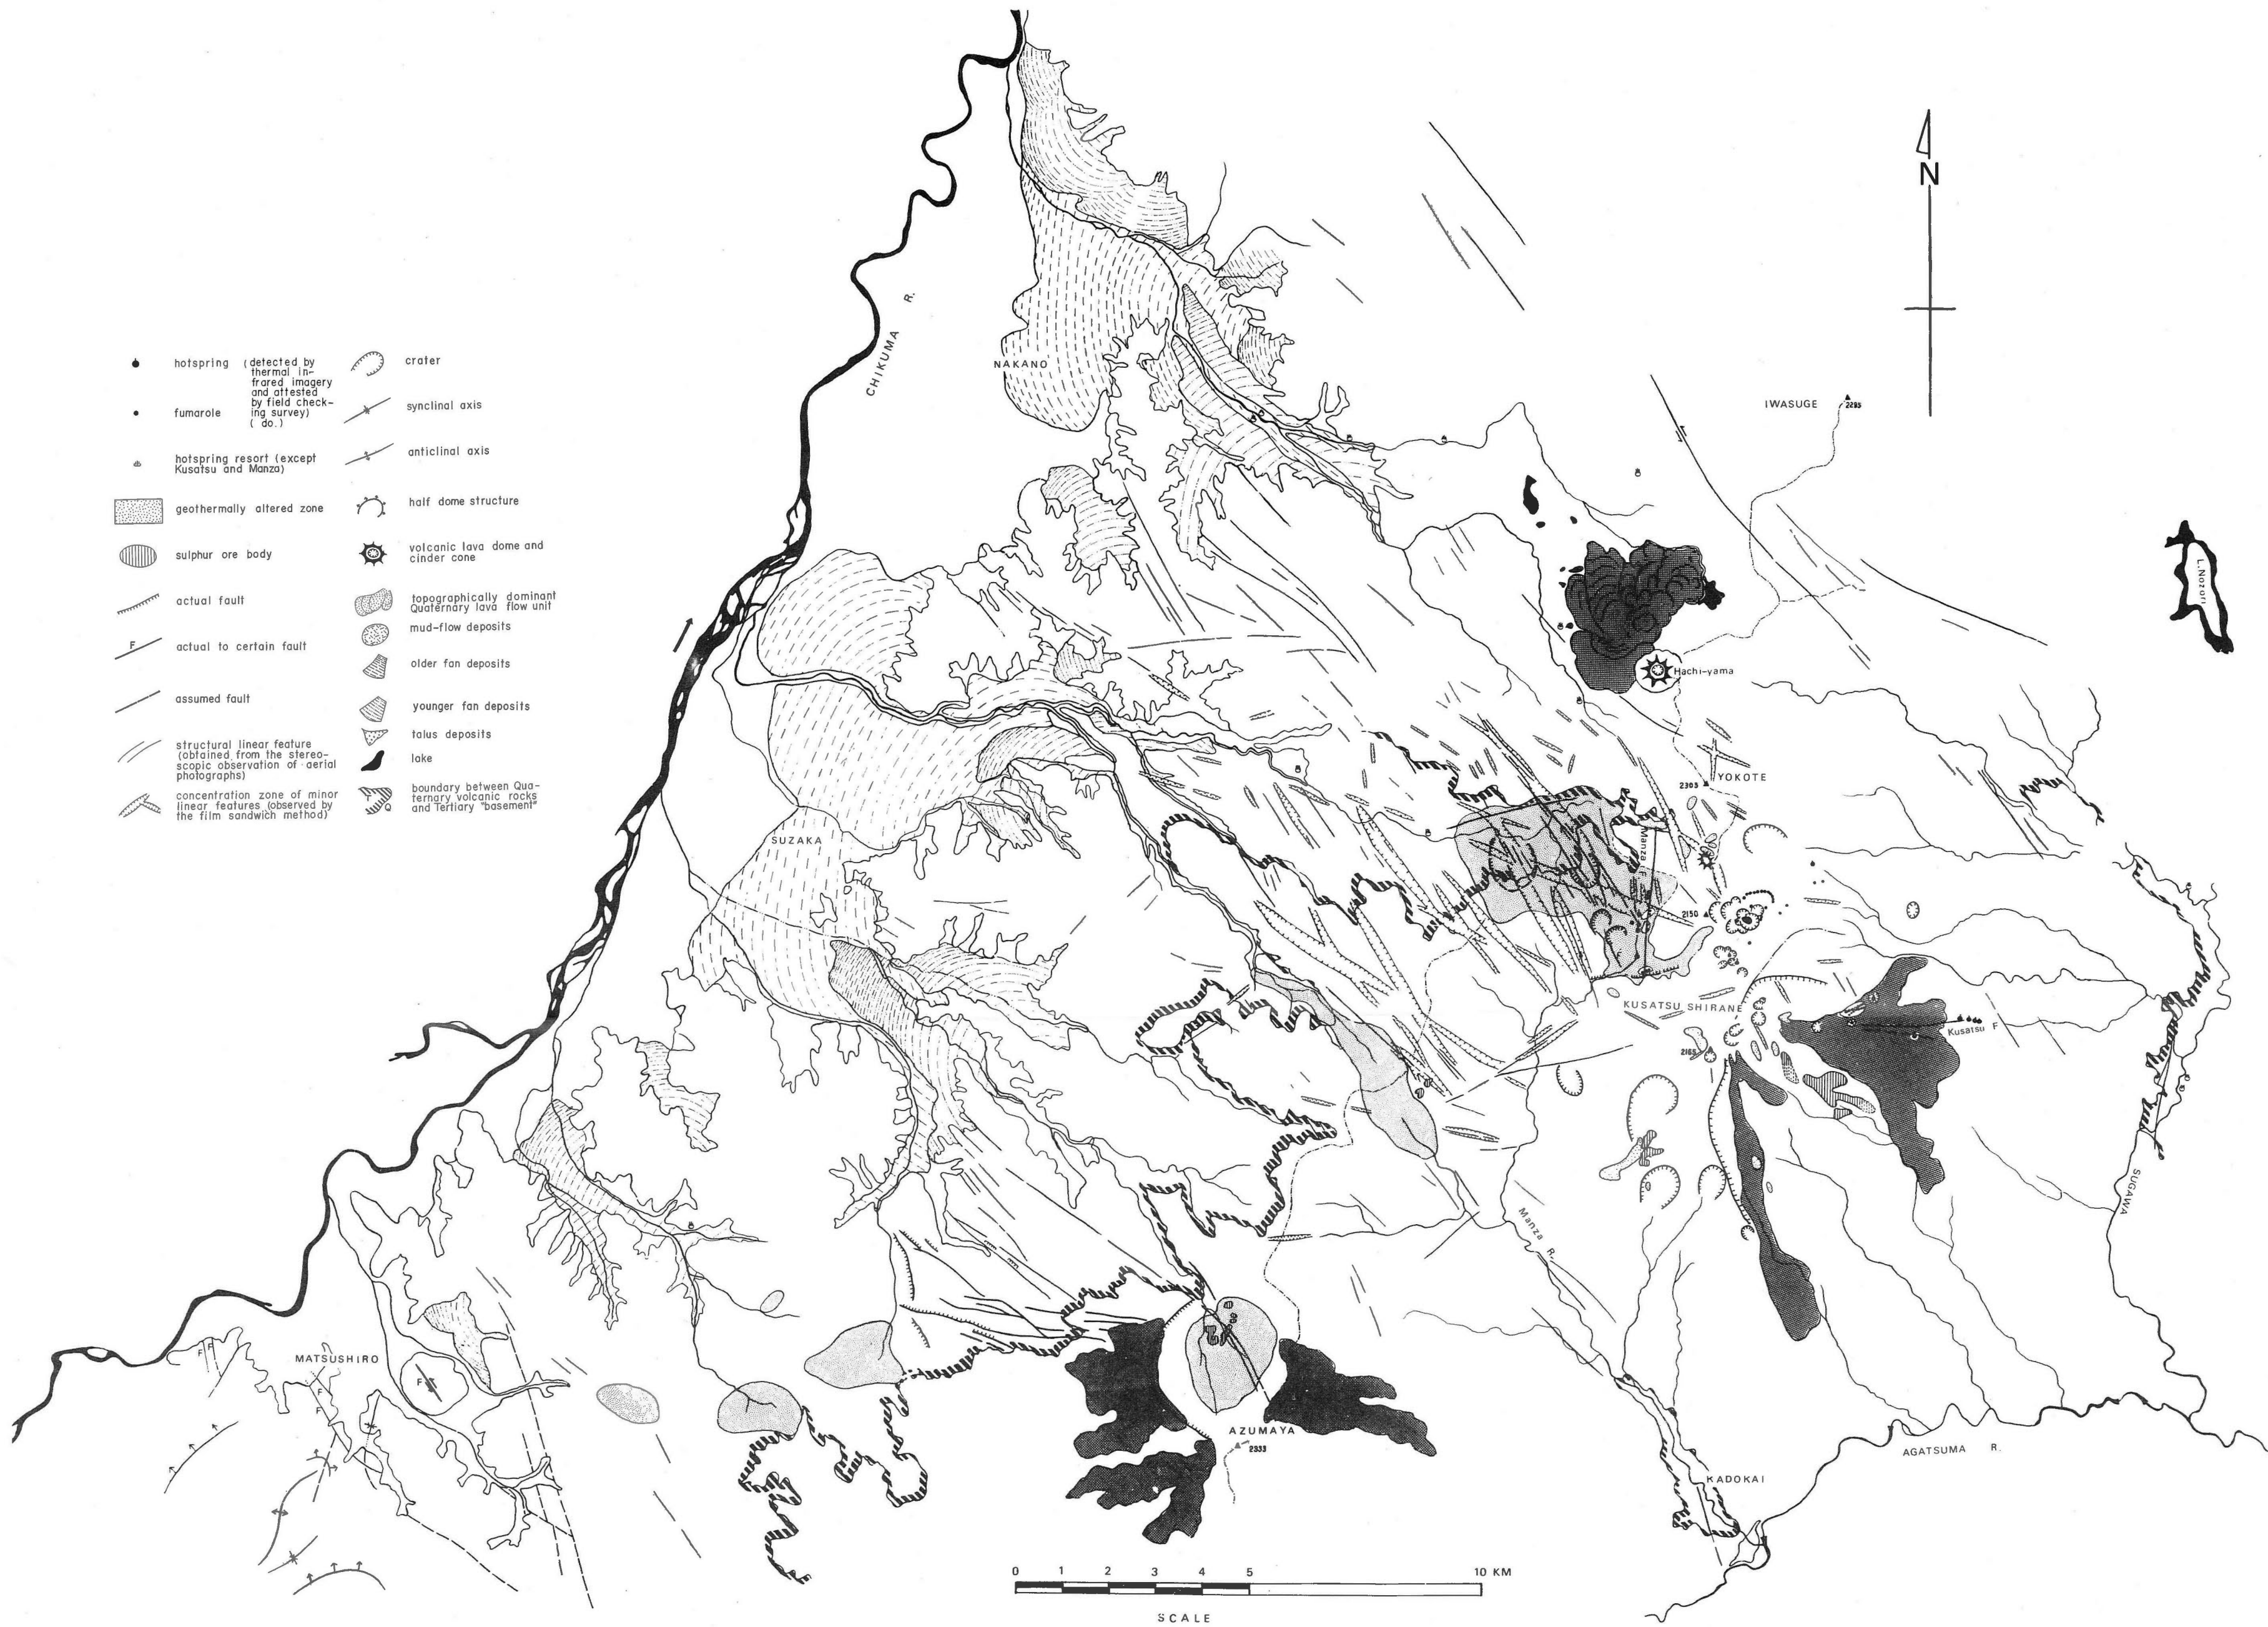 N
CHIKUMA R.
NAKANO
IWASUGE
2295
L. Nozori
hotspring (detected by
thermal in-
frared imagery
and attested
by field check-
ing survey)
fumarole ( do.)
hotspring resort (except
Kusatsu and Manza)
geothermally altered zone
sulphur ore body
actual fault
F
actual to certain fault
assumed fault
structural linear feature
(obtained from the stereo-
scopic observation of aerial
photographs)
concentration zone of minor
linear features (observed by
the film sandwich method)
crater
synclinal axis
anticlinal axis
half dome structure
volcanic lava dome and
cinder cone
topographically dominant
Quaternary lava flow unit
mud-flow deposits
older fan deposits
younger fan deposits
talus deposits
lake
boundary between Qua-
ternary volcanic rocks
and Tertiary "basement"
T
Q
Hachi-yama
YOKOTE
2303
SUZAKA
Manza F
2150
KUSATSU SHIRANE
Kusatsu F
2165
SUGAWA
Manza R.
MATSUSHIRO
F
F
F
F
F
AZUMAYA
2333
AGATSUMA R.
KADOKAI
0 1 2 3 4 5 10 KM
SCALE